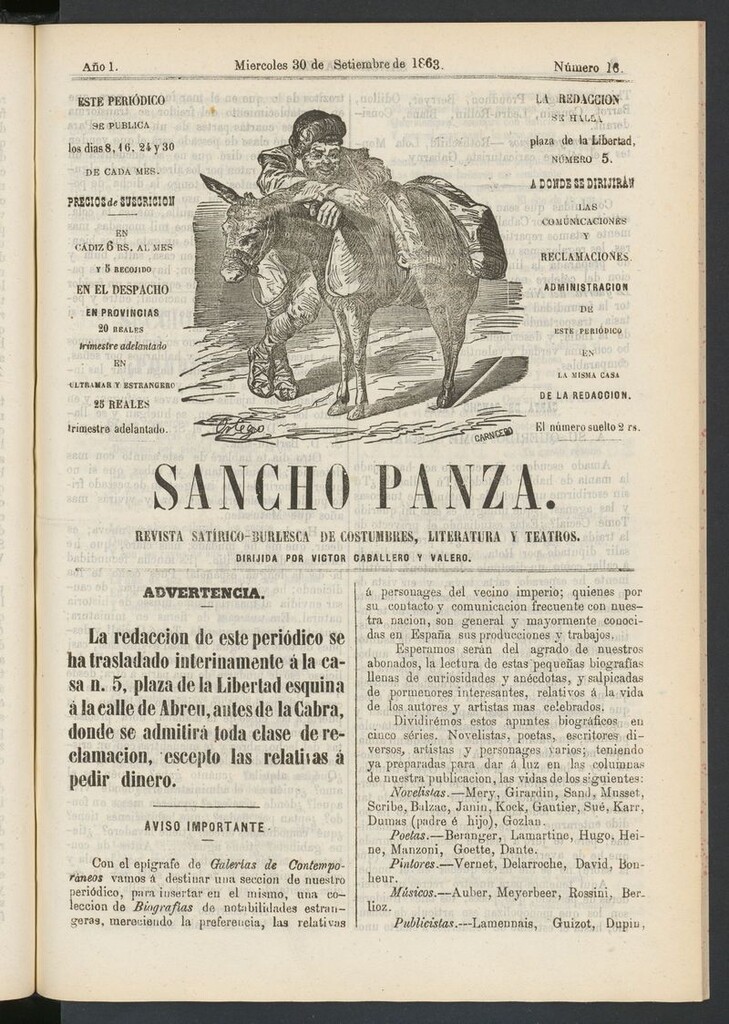 Año 1.
Miercoles 30 de Setiembre de 1863.
Número 16.
ESTE PERIÓDICO
SE PUBLICA
los dias 8, 16, 24 y 30
DE CADA MES.
PRECIOS de SUSCRICION
EN
CADIZ 6 RS. AL MES
Y 5 RECOJIDO
EN EL DESPACHO
EN PROVINCIAS
20 REALES
trimestre adelantado
EN
ULTRAMAR Y ESTRANGERO
25 REALES
trimestre adelantado.
LA REDACCION
SE HALLA
plaza de la Libertad,
NÚMERO 5.
A DONDE SE DIRIJIRÁN
LAS
COMUNICACIONES
Y
RECLAMACIONES.
ADMINISTRACION
DE
ESTE PERIÓDICO
EN
LA MISMA CASA
DE LA REDACCION.
El número suelto 2 rs.
Ortego
CARNICERO
SANCHO PANZA.
REVISTA SATÍRICO-BURLESCA DE COSTUMBRES, LITERATURA Y TEATROS.
DIRIJIDA POR VICTOR CABALLERO Y VALERO.
ADVERTENCIA.
La redaccion de este periódico se
ha trasladado interinamente á la ca-
sa n. 5, plaza de la Libertad esquina
á la calle de Abreu, antes de la Cabra,
donde se admitirá toda clase de re-
clamacion, escepto las relativas á
pedir dinero.
AVISO IMPORTANTE.
Con el epígrafe de Galerias de Contempo-
ráneos vamos á destinar una seccion de nuestro
periódico, para insertar en el mismo, una co-
leccion de Biografias de notabilidades estran-
geras, mereciendo la preferencia, las relativas
á personages del vecino imperio; quienes por
su contacto y comunicacion frecuente con nues-
tra nacion, son general y mayormente conoci-
das en España sus producciones y trabajos.
Esperamos serán del agrado de nuestros
abonados, la lectura de estas pequeñas biografías
llenas de curiosidades y anécdotas, y salpicadas
de pormenores interesantes, relativos á la vida
de los autores y artistas mas celebrados.
Dividirémos estos apuntes biográficos, en
cinco séries. Novelistas, poetas, escritores di-
versos, artistas y personages varios; teniendo
ya preparadas para dar á luz en las columnas
de nuestra publicacion, las vidas de los siguientes:
Novelistas.—Mery, Girardin, Sand, Musset,
Scribe, Balzac, Janin, Kock, Gautier, Sué, Karr,
Dumas (padre é hijo), Gozlan.
Poetas.—Beranger, Lamartine, Hugo, Hei-
ne, Manzoni, Goette, Dante.
Pintores.—Vernet, Delarroche, David, Bon-
heur.
Músicos.—Auber, Meyerbeer, Rossini, Ber-
lioz.
Publicistas.—Lamennais, Guizot, Dupin,